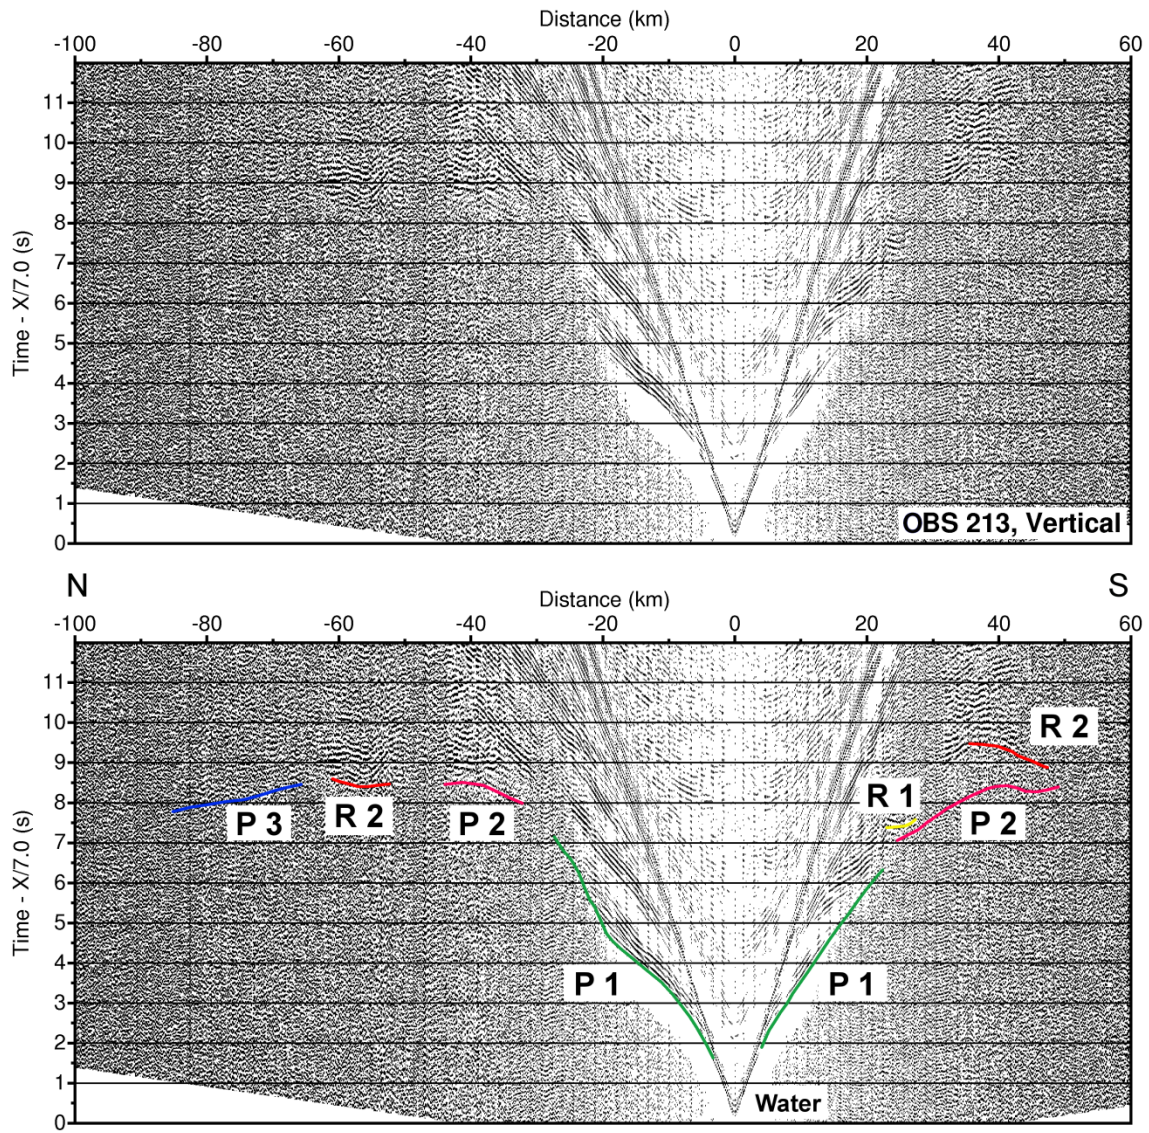 Distance (km)
-100 -80 -60 -40 -20 0 20 40 60
11
10
9
8
7
6
5
4
3
2
1
0
Time - X/7.0 (s)
OBS 213, Vertical
N S
Distance (km)
-100 -80 -60 -40 -20 0 20 40 60
11
10
9
8
7
6
5
4
3
2
1
0
Time - X/7.0 (s)
R 2
R 1
P 3 R 2 P 2 P 2
P 1 P 1
Water